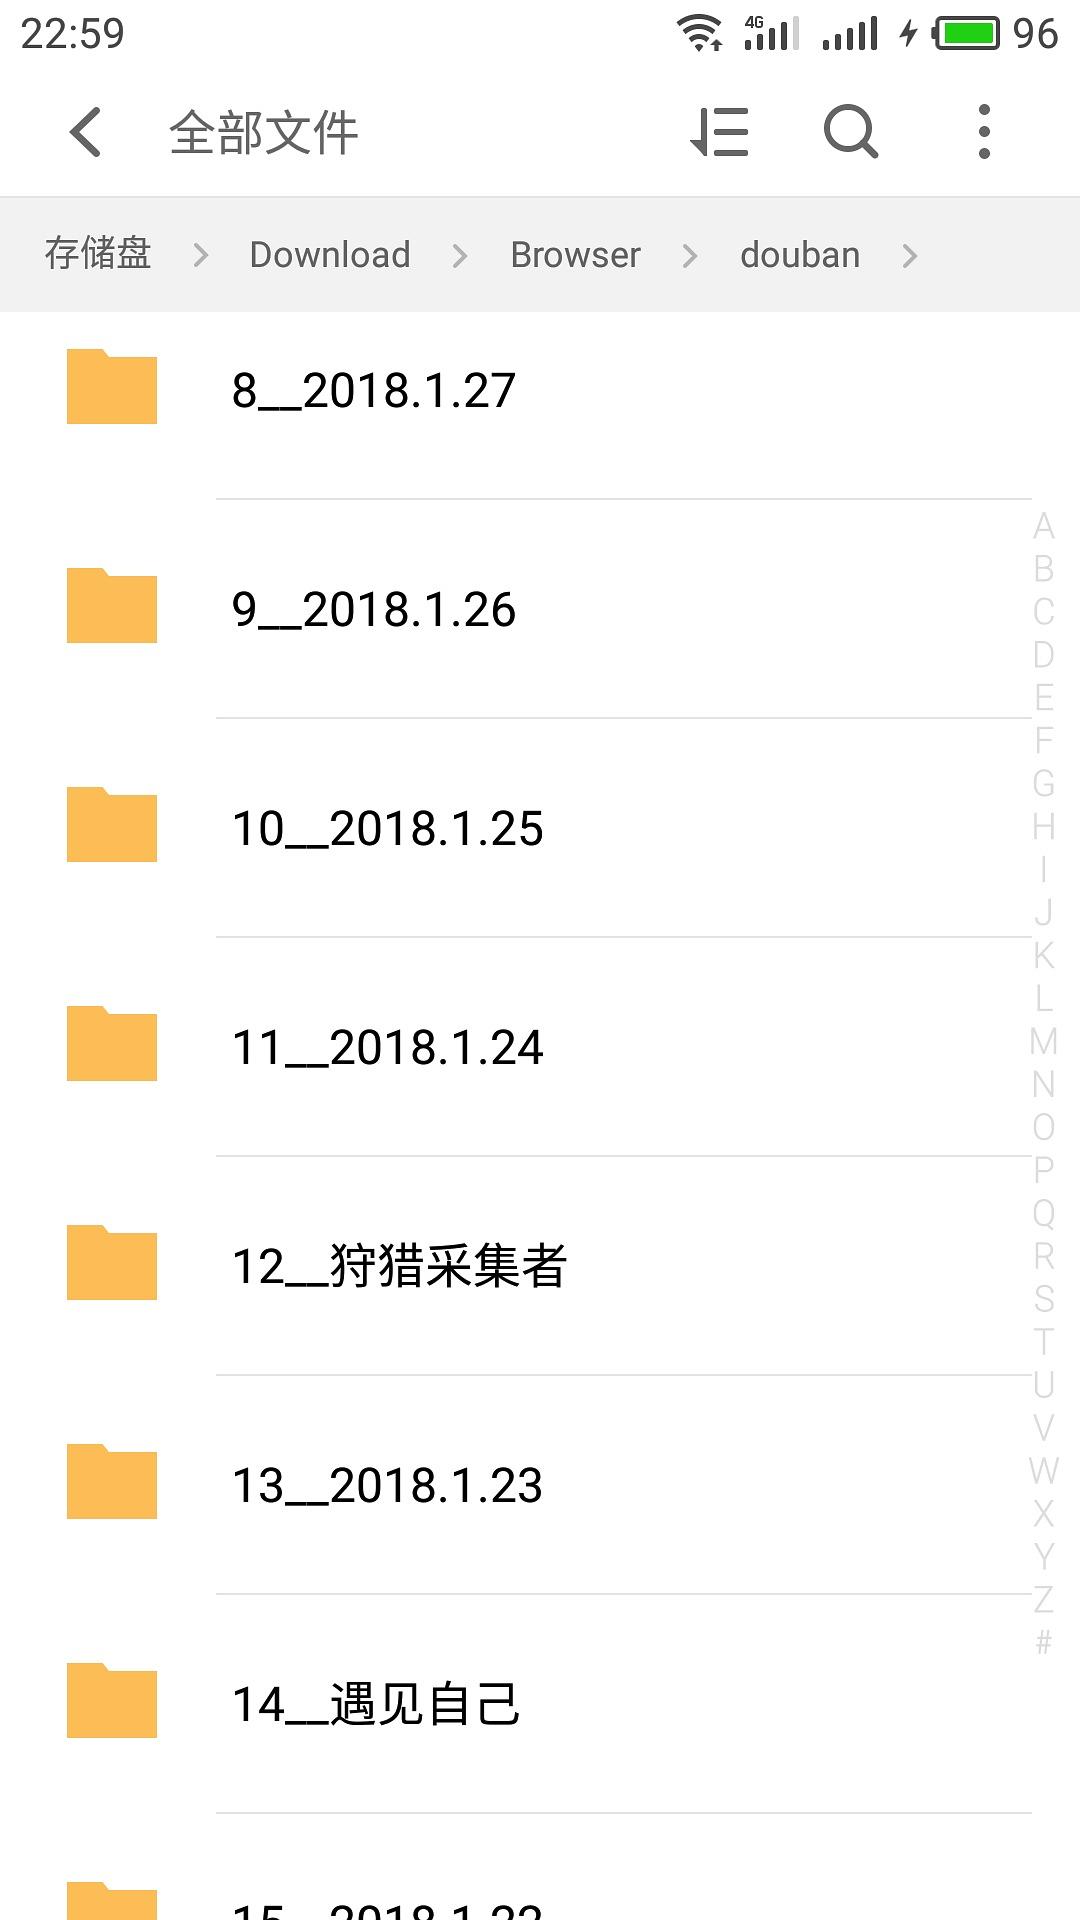 22:59 4G 96
全部文件
存储盘 Download Browser douban
8__2018.1.27
9__2018.1.26
10__2018.1.25
11__2018.1.24
12__狩猎采集者
13__2018.1.23
14__遇见自己
A
B
C
D
E
F
G
H
I
J
K
L
M
N
O
P
Q
R
S
T
U
V
W
X
Y
Z
#